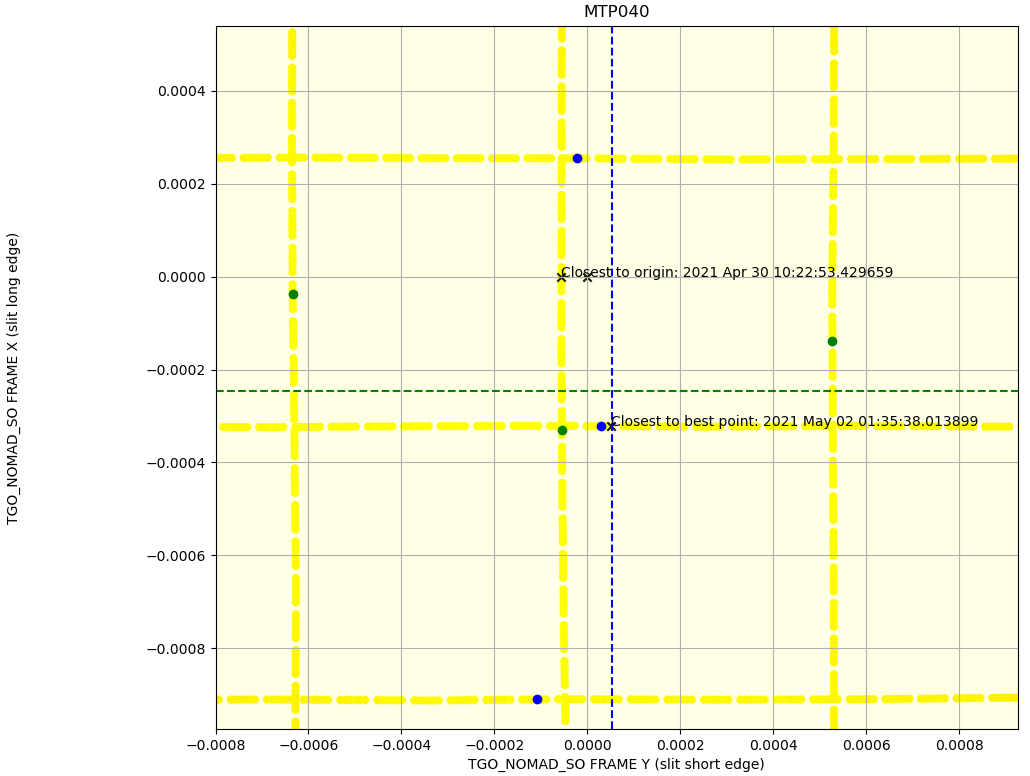 MTP040
TGO_NOMAD_SO FRAME X (slit long edge)
0.0004
0.0002
0.0000
−0.0002
−0.0004
−0.0006
−0.0008
Closest to origin: 2021 Apr 30 10:22:53.429659
Closest to best point: 2021 May 02 01:35:38.013899
−0.0008 −0.0006 −0.0004 −0.0002 0.0000 0.0002 0.0004 0.0006 0.0008
TGO_NOMAD_SO FRAME Y (slit short edge)